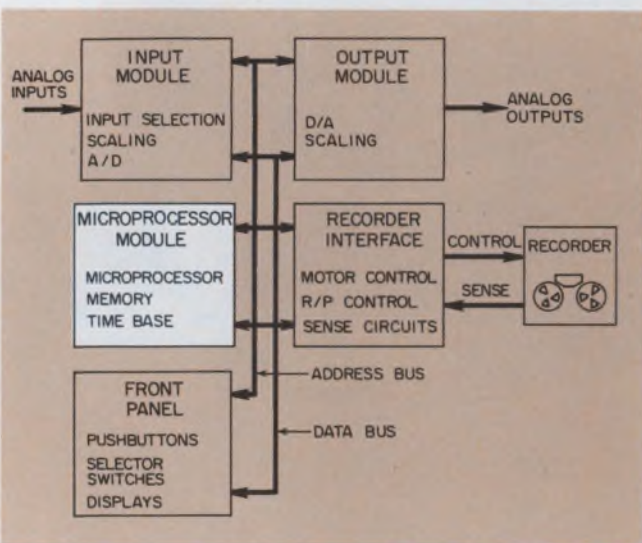 ANALOG
INPUTS
INPUT
MODULE
INPUT SELECTION
SCALING
A/D
OUTPUT
MODULE
D/A
SCALING
ANALOG
OUTPUTS
MICROPROCESSOR
MODULE
MICROPROCESSOR
MEMORY
TIME BASE
RECORDER
INTERFACE
MOTOR CONTROL
R/P CONTROL
SENSE CIRCUITS
CONTROL
SENSE
RECORDER
FRONT
PANEL
PUSHBUTTONS
SELECTOR
SWITCHES
DISPLAYS
ADDRESS BUS
DATA BUS